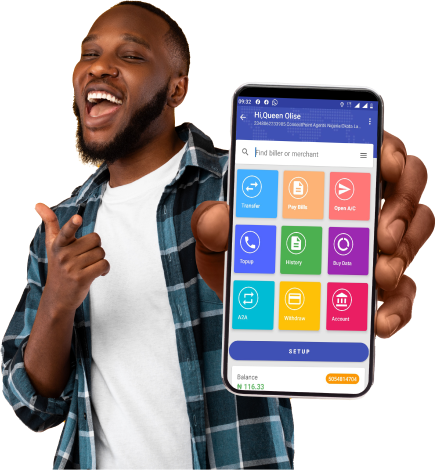 09:32
Hi,Queen Olise
Find biller or merchant
Transfer
Pay Bills
Open A/C
Topup
History
Buy Data
A2A
Withdraw
Account
SETUP
Balance
5054814704
₦ 116.33